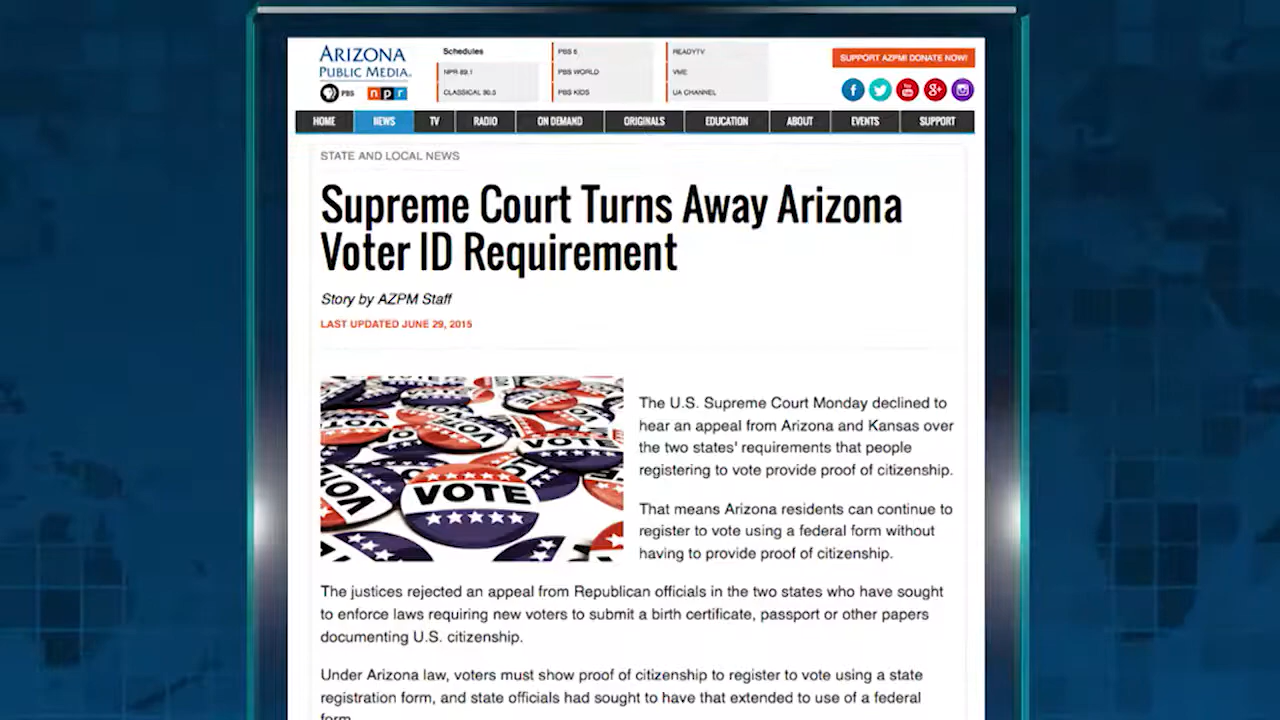 ARIZONA
PUBLIC MEDIA
PBS
npr
Schedules
NPR 89.1
CLASSICAL 90.5
PBS 6
PBS WORLD
PBS KIDS
READYTV
VME
UA CHANNEL
SUPPORT AZPM! DONATE NOW!
HOME NEWS TV RADIO ON DEMAND ORIGINALS EDUCATION ABOUT EVENTS SUPPORT
STATE AND LOCAL NEWS
Supreme Court Turns Away Arizona
Voter ID Requirement
Story by AZPM Staff
LAST UPDATED JUNE 29, 2015
VOTE
VOTE
VOTE
VOTE
The U.S. Supreme Court Monday declined to
hear an appeal from Arizona and Kansas over
the two states' requirements that people
registering to vote provide proof of citizenship.
That means Arizona residents can continue to
register to vote using a federal form without
having to provide proof of citizenship.
The justices rejected an appeal from Republican officials in the two states who have sought
to enforce laws requiring new voters to submit a birth certificate, passport or other papers
documenting U.S. citizenship.
Under Arizona law, voters must show proof of citizenship to register to vote using a state
registration form, and state officials had sought to have that extended to use of a federal
form.